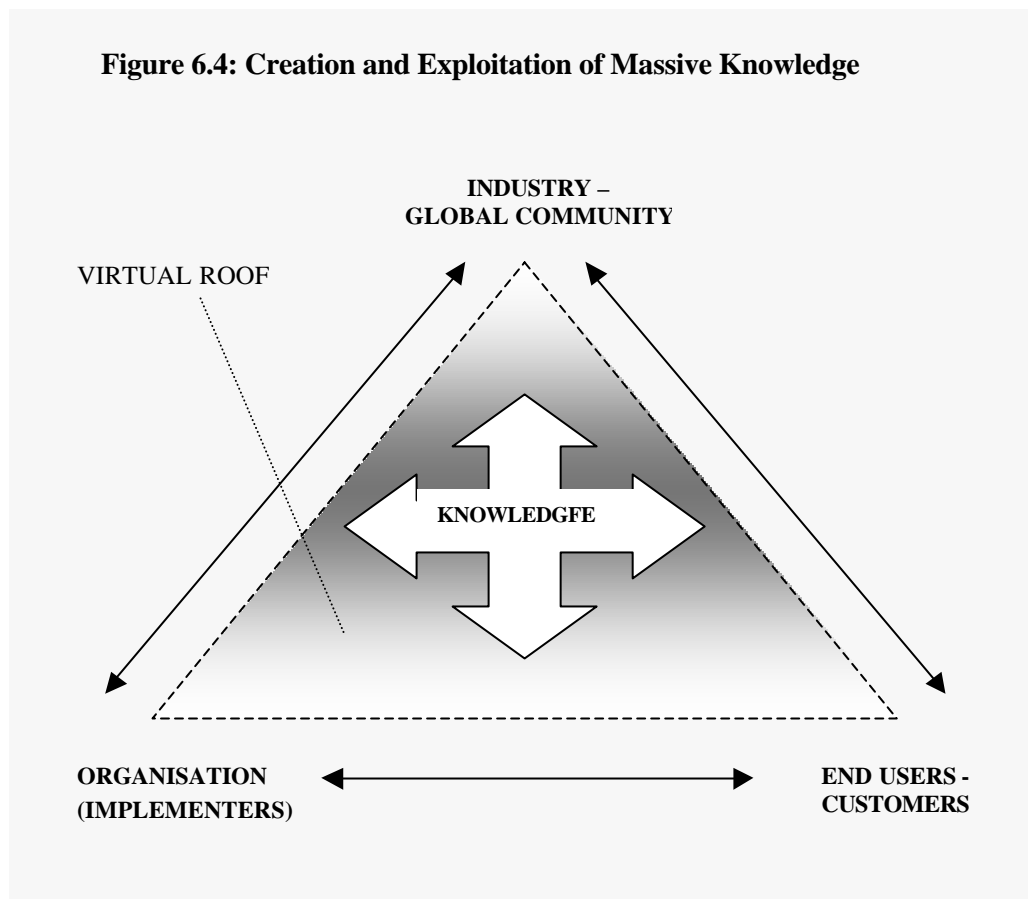 Figure 6.4: Creation and Exploitation of Massive Knowledge
INDUSTRY –
GLOBAL COMMUNITY
VIRTUAL ROOF
KNOWLEDGFE
ORGANISATION
(IMPLEMENTERS)
END USERS -
CUSTOMERS